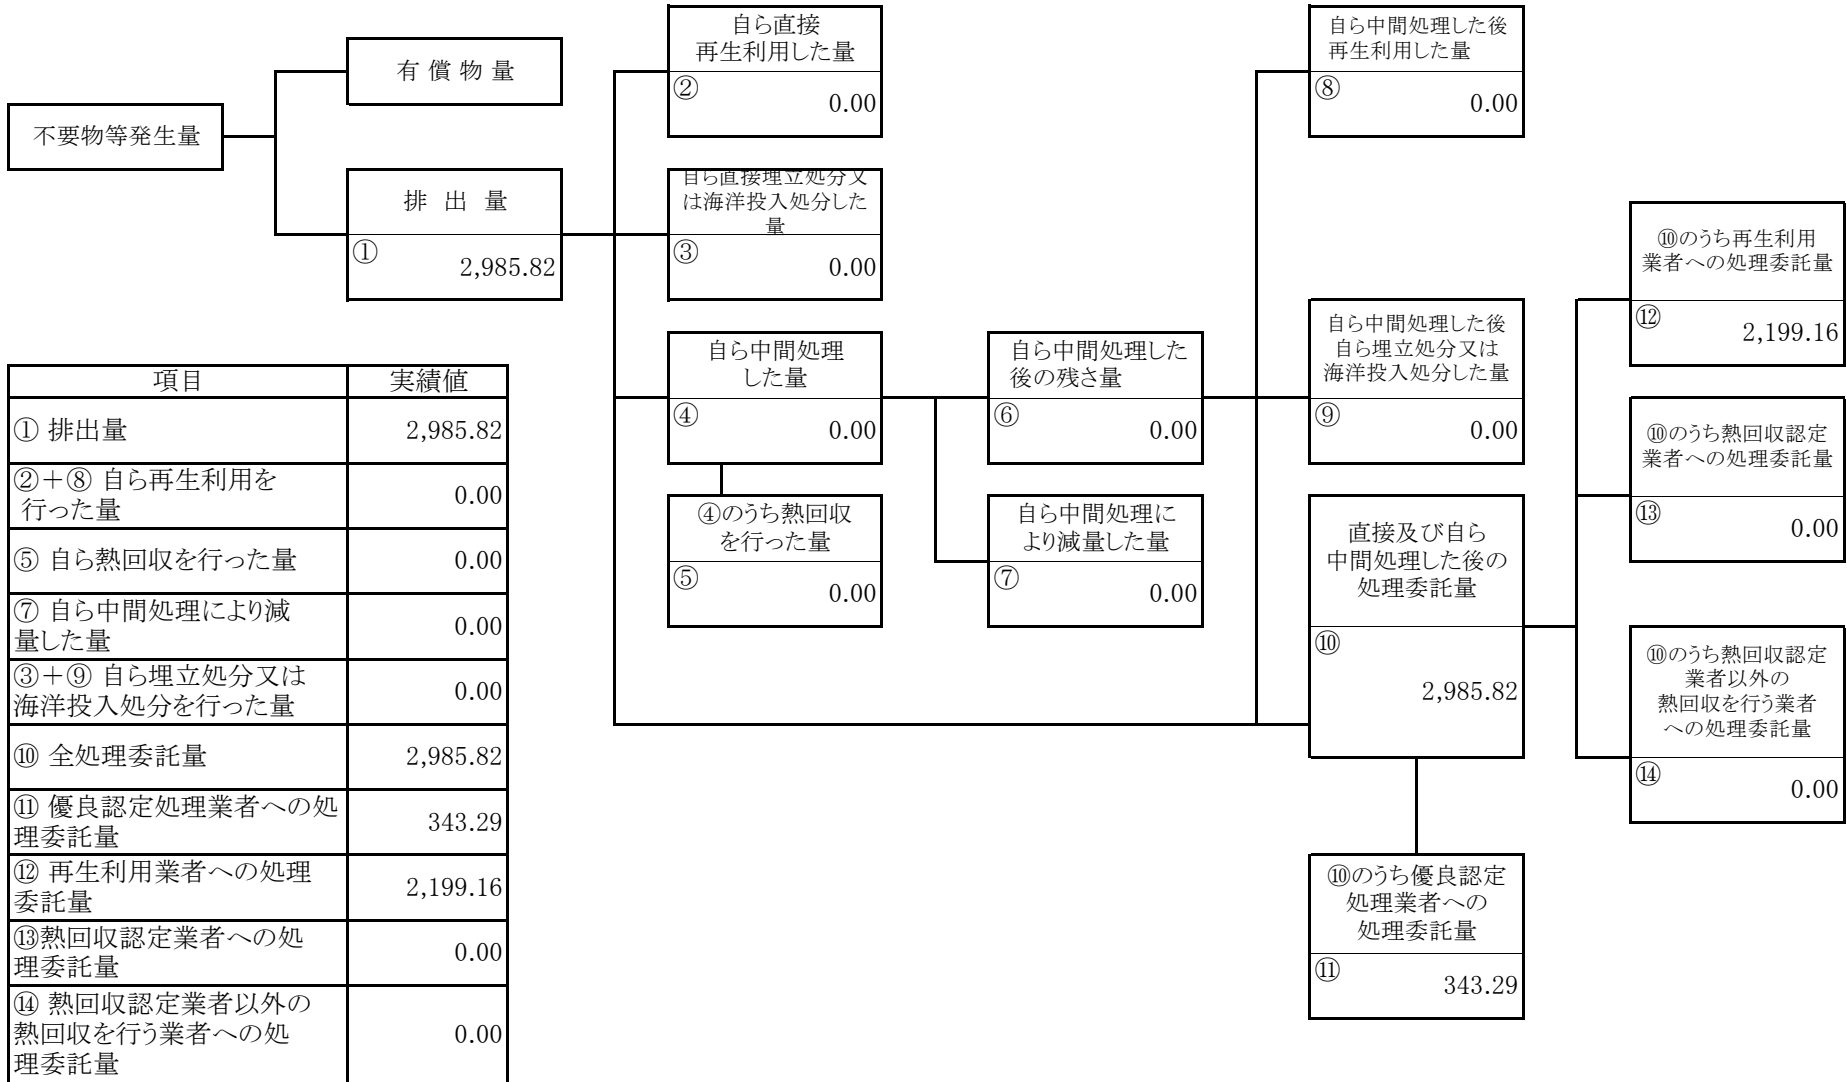 不要物等発生量
有 償 物 量
排 出 量
①
2,985.82
自ら直接
再生利用した量
②
0.00
自ら直接埋立処分又
は海洋投入処分した
量
③
0.00
自ら中間処理
した量
④
0.00
④のうち熱回収
を行った量
⑤
0.00
自ら中間処理した
後の残さ量
⑥
0.00
自ら中間処理に
より減量した量
⑦
0.00
自ら中間処理した後
再生利用した量
⑧
0.00
自ら中間処理した後
自ら埋立処分又は
海洋投入処分した量
⑨
0.00
直接及び自ら
中間処理した後の
処理委託量
⑩
2,985.82
⑩のうち優良認定
処理業者への
処理委託量
⑪
343.29
⑩のうち再生利用
業者への処理委託量
⑫
2,199.16
⑩のうち熱回収認定
業者への処理委託量
⑬
0.00
⑩のうち熱回収認定
業者以外の
熱回収を行う業者
への処理委託量
⑭
0.00
項目 実績値
① 排出量 2,985.82
②+⑧ 自ら再生利用を
行った量 0.00
⑤ 自ら熱回収を行った量 0.00
⑦ 自ら中間処理により減
量した量 0.00
③+⑨ 自ら埋立処分又は
海洋投入処分を行った量 0.00
⑩ 全処理委託量 2,985.82
⑪ 優良認定処理業者への処
理委託量 343.29
⑫ 再生利用業者への処理
委託量 2,199.16
⑬熱回収認定業者への処
理委託量 0.00
⑭ 熱回収認定業者以外の
熱回収を行う業者への処
理委託量 0.00